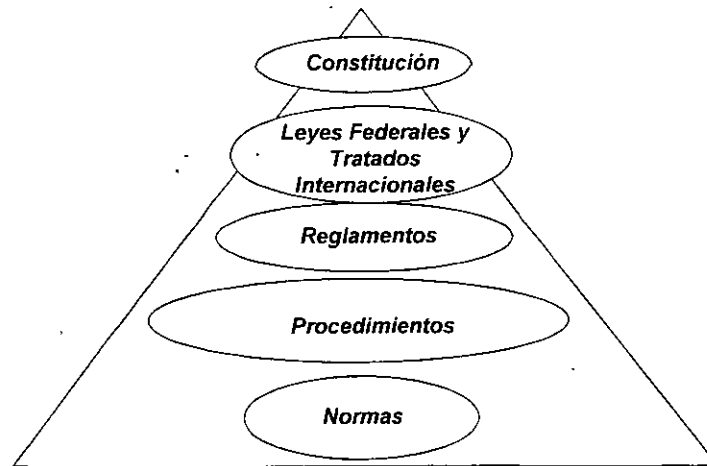 Constitución
Leyes Federales y
Tratados
Internacionales
Reglamentos
Procedimientos
Normas